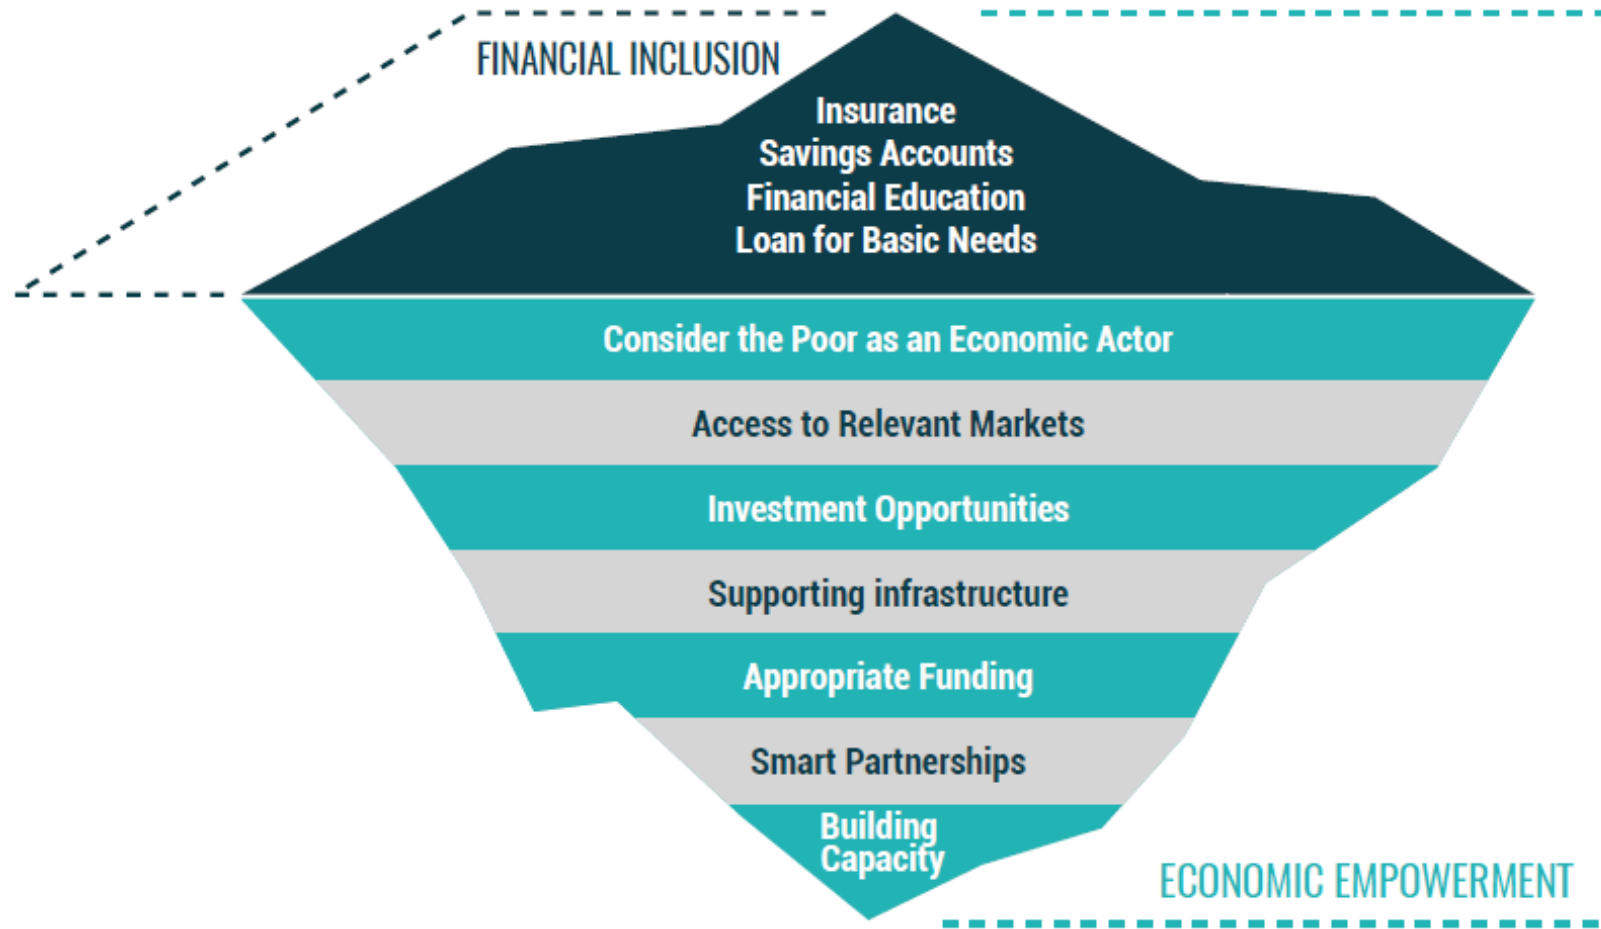 FINANCIAL INCLUSION
Insurance
Savings Accounts
Financial Education
Loan for Basic Needs
Consider the Poor as an Economic Actor
Access to Relevant Markets
Investment Opportunities
Supporting infrastructure
Appropriate Funding
Smart Partnerships
Building
Capacity
ECONOMIC EMPOWERMENT